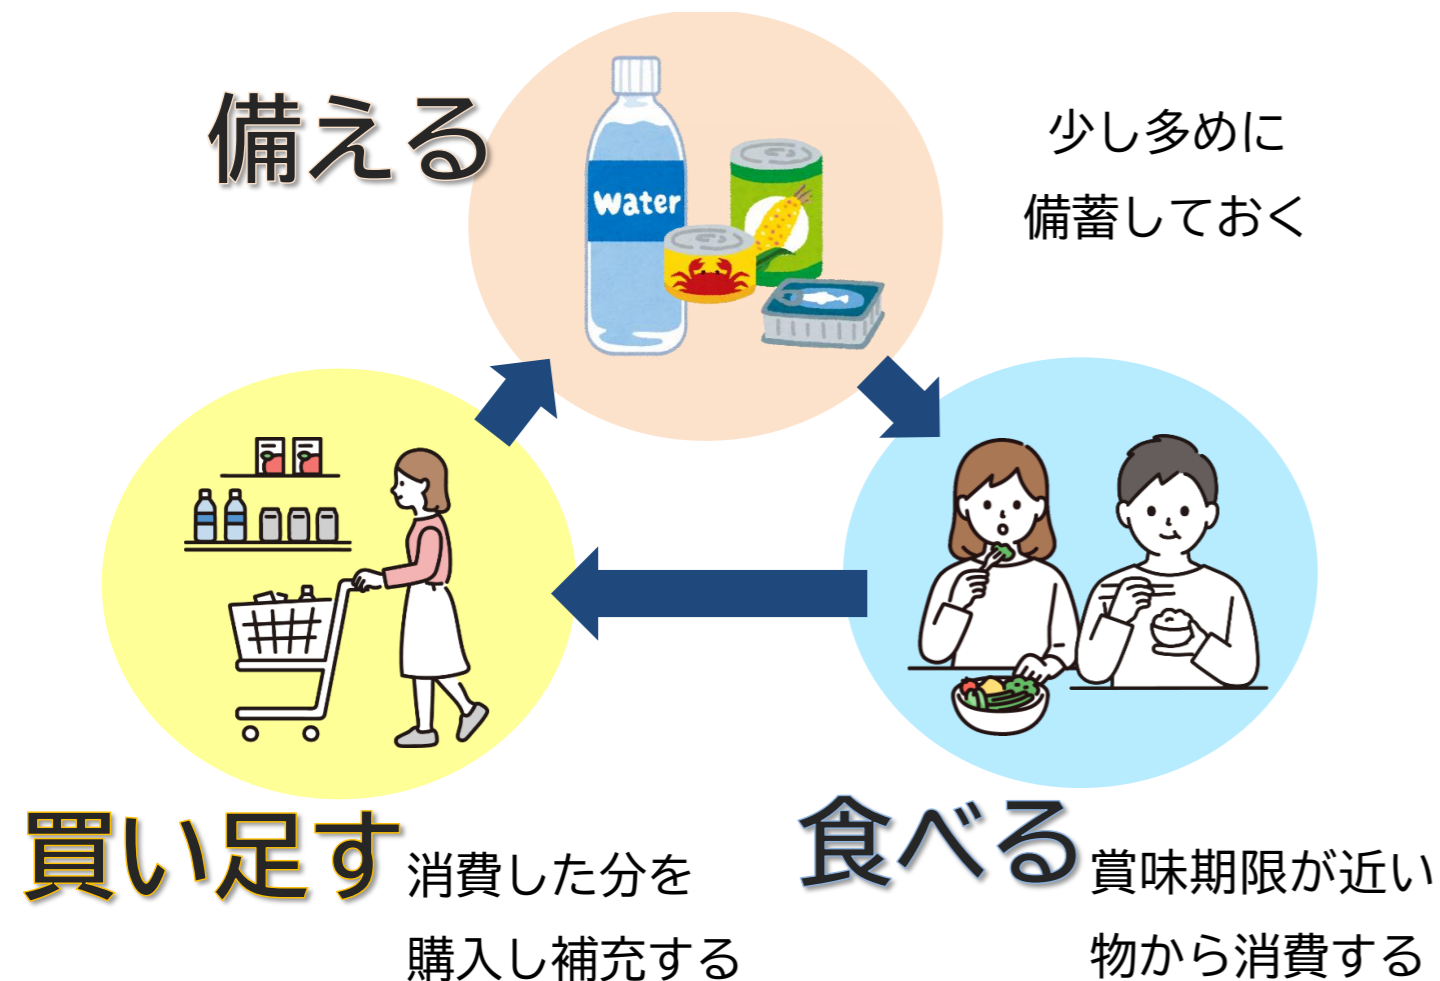 備える
少し多めに
備蓄しておく
Water
買い足す
消費した分を
購入し補充する
食べる
賞味期限が近い
物から消費する